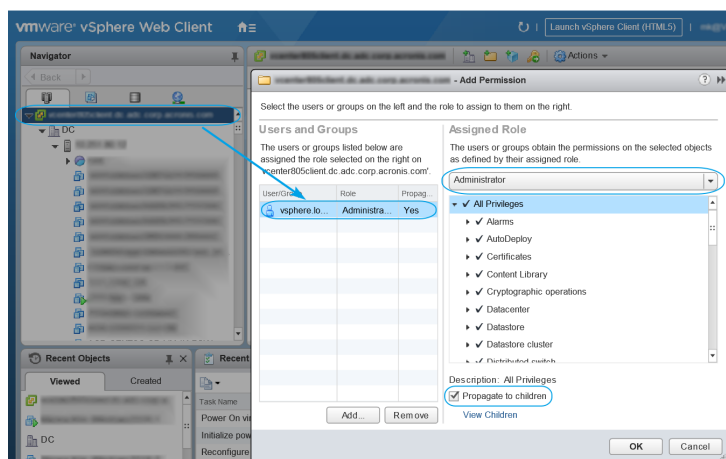 vmware® vSphere Web Client
Launch vSphere Client (HTML5)
Navigator
Back
Actions
DC
- Add Permission
Select the users or groups on the left and the role to assign to them on the right.
Users and Groups
The users or groups listed below are
assigned the role selected on the right on
'vcenter805client.dc.adc.corp.acronis.com'.
User/Group
Role
Propag...
vsphere.lo...
Administra...
Yes
Add...
Remove
Assigned Role
The users or groups obtain the permissions on the selected objects
as defined by their assigned role.
Administrator
All Privileges
Alarms
AutoDeploy
Certificates
Content Library
Cryptographic operations
Datacenter
Datastore
Datastore cluster
Distributed switch
Description: All Privileges
Propagate to children
View Children
OK
Cancel
Recent Objects
Viewed
Created
DC
Recent
Task Name
Power On vir
Initialize pow
Reconfigure